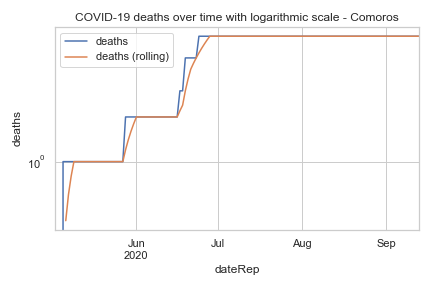 COVID-19 deaths over time with logarithmic scale - Comoros
deaths
deaths (rolling)
deaths
10⁰
Jun
2020
Jul
Aug
Sep
dateRep